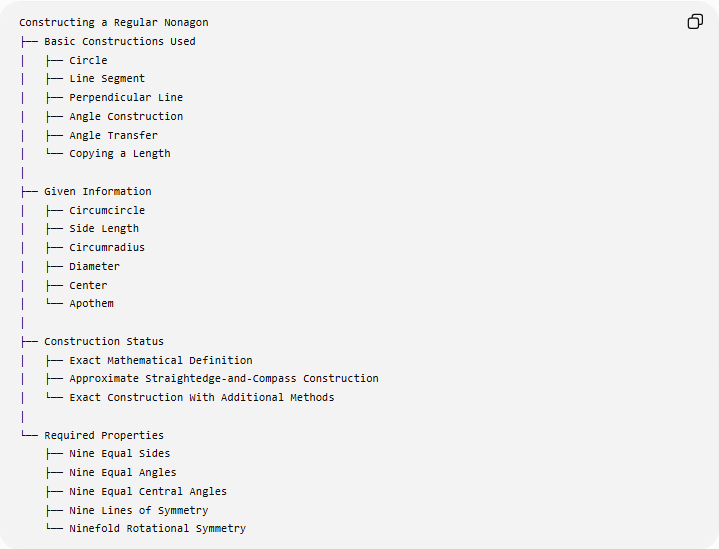 Constructing a Regular Nonagon
├── Basic Constructions Used
│   ├── Circle
│   ├── Line Segment
│   ├── Perpendicular Line
│   ├── Angle Construction
│   ├── Angle Transfer
│   └── Copying a Length
│
├── Given Information
│   ├── Circumcircle
│   ├── Side Length
│   ├── Circumradius
│   ├── Diameter
│   ├── Center
│   └── Apothem
│
├── Construction Status
│   ├── Exact Mathematical Definition
│   ├── Approximate Straightedge-and-Compass Construction
│   └── Exact Construction With Additional Methods
│
└── Required Properties
    ├── Nine Equal Sides
    ├── Nine Equal Angles
    ├── Nine Equal Central Angles
    ├── Nine Lines of Symmetry
    └── Ninefold Rotational Symmetry